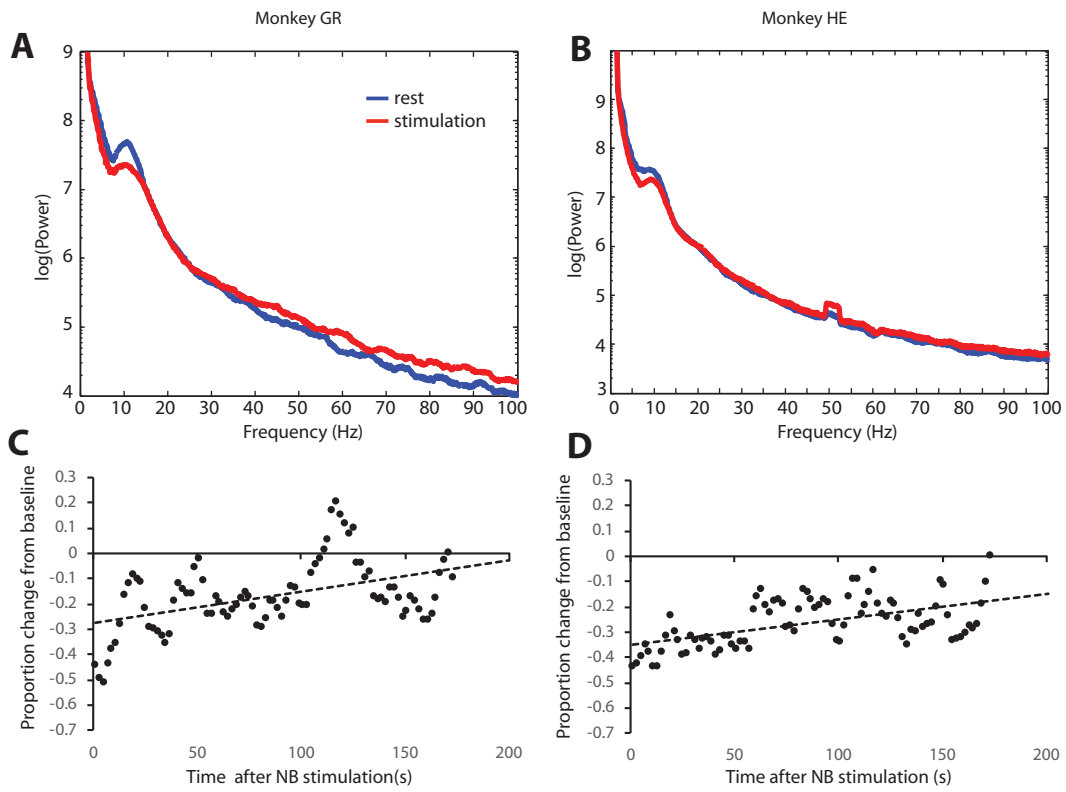 Monkey GR
Monkey HE
A
9
8
7
6
5
4
log(Power)
rest
stimulation
0 10 20 30 40 50 60 70 80 90 100
Frequency (Hz)
B
9
8
7
6
5
4
3
log(Power)
0 10 20 30 40 50 60 70 80 90 100
Frequency (Hz)
C
0.3
0.2
0.1
0
-0.1
-0.2
-0.3
-0.4
-0.5
-0.6
-0.7
Proportion change from baseline
0 50 100 150 200
Time after NB stimulation(s)
D
0.3
0.2
0.1
0
-0.1
-0.2
-0.3
-0.4
-0.5
-0.6
-0.7
Proportion change from baseline
0 50 100 150 200
Time after NB stimulation (s)